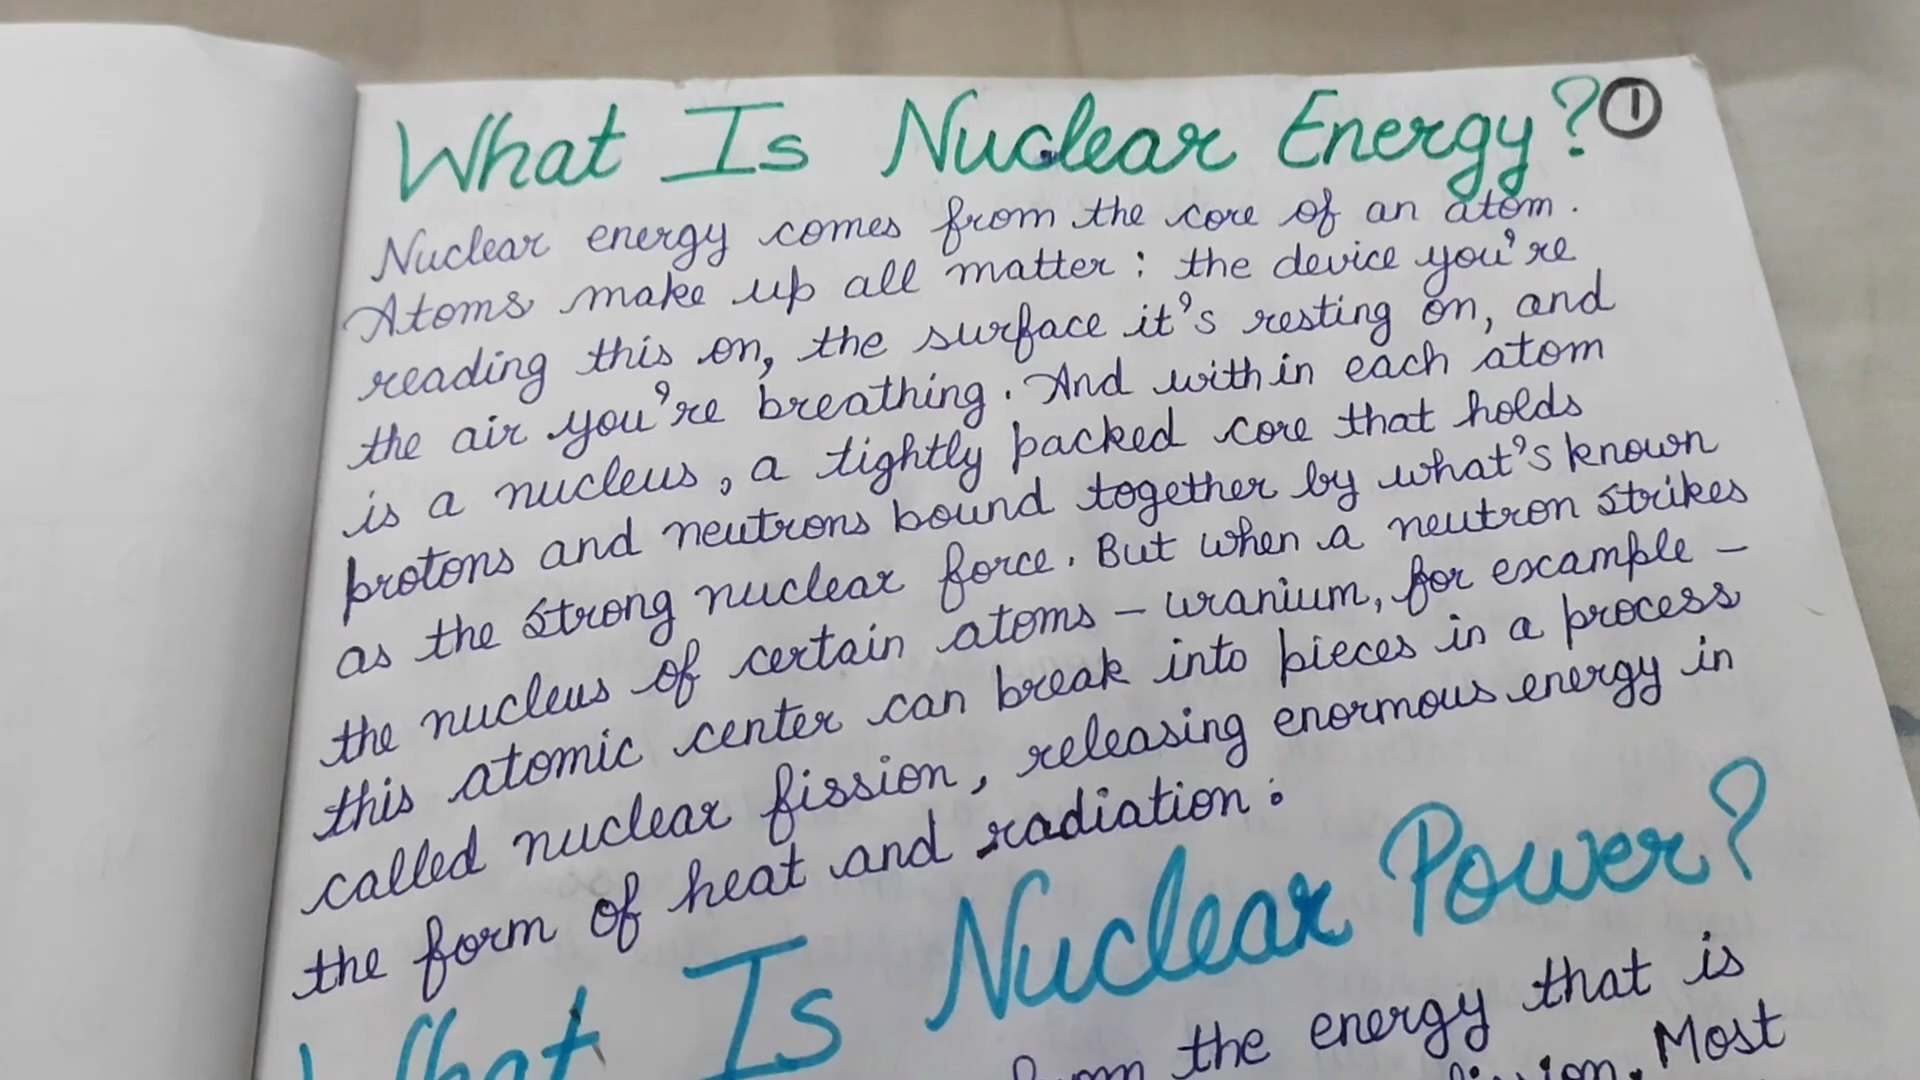 What Is Nuclear Energy? 1
Nuclear energy comes from the core of an atom.
Atoms make up all matter: the device you're
reading this on, the surface it's resting on, and
the air you're breathing. And within each atom
is a nucleus, a tightly packed core that holds
protons and neutrons bound together by what's known
as the strong nuclear force. But when a neutron strikes
the nucleus of certain atoms – uranium, for example –
this atomic center can break into pieces in a process
called nuclear fission, releasing enormous energy in
the form of heat and radiation:
What Is Nuclear Power?
from the energy that is
Most